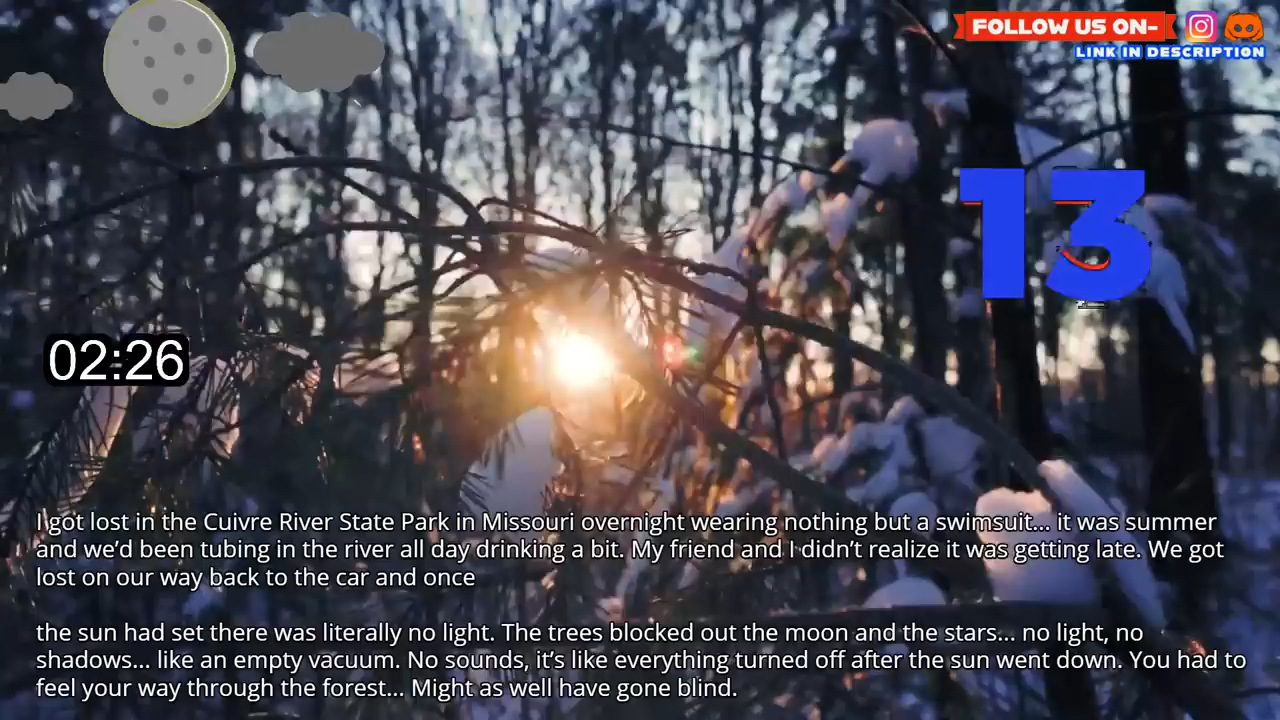 FOLLOW US ON-
LINK IN DESCRIPTION
13
02:26
I got lost in the Cuivre River State Park in Missouri overnight wearing nothing but a swimsuit... it was summer
and we’d been tubing in the river all day drinking a bit. My friend and I didn’t realize it was getting late. We got
lost on our way back to the car and once
the sun had set there was literally no light. The trees blocked out the moon and the stars... no light, no
shadows... like an empty vacuum. No sounds, it’s like everything turned off after the sun went down. You had to
feel your way through the forest... Might as well have gone blind.